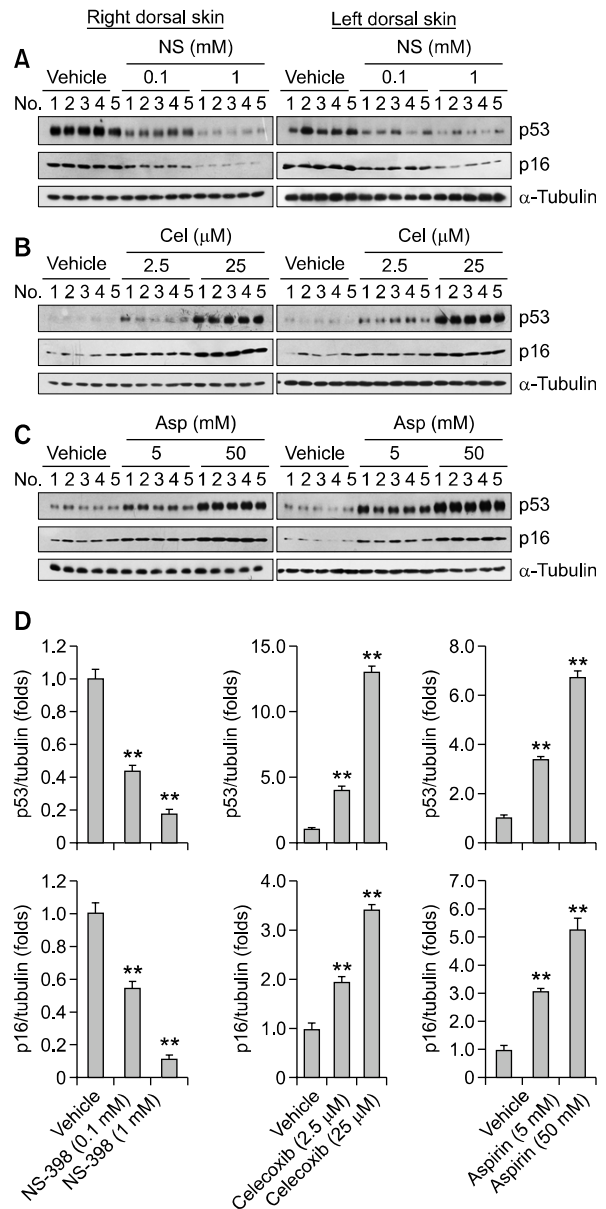 Right dorsal skin Left dorsal skin
A NS (mM) NS (mM)
Vehicle 0.1 1 Vehicle 0.1 1
No. 1 2 3 4 5 1 2 3 4 5 1 2 3 4 5 1 2 3 4 5 1 2 3 4 5 1 2 3 4 5
p53
p16
α-Tubulin
B Cel (μM) Cel (μM)
Vehicle 2.5 25 Vehicle 2.5 25
No. 1 2 3 4 5 1 2 3 4 5 1 2 3 4 5 1 2 3 4 5 1 2 3 4 5 1 2 3 4 5
p53
p16
α-Tubulin
C Asp (mM) Asp (mM)
Vehicle 5 50 Vehicle 5 50
No. 1 2 3 4 5 1 2 3 4 5 1 2 3 4 5 1 2 3 4 5 1 2 3 4 5 1 2 3 4 5
p53
p16
α-Tubulin
D
p53/tubulin (folds)
1.2
1.0
0.8
0.6
0.4
0.2
0
**
**
p53/tubulin (folds)
15.0
10.0
5.0
0.0
**
**
p53/tubulin (folds)
8.0
6.0
4.0
2.0
0.0
**
**
p16/tubulin (folds)
1.2
1.0
0.8
0.6
0.4
0.2
0
**
**
Vehicle
NS-398 (0.1 mM)
NS-398 (1 mM)
p16/tubulin (folds)
4.0
3.0
2.0
1.0
0.0
**
**
Vehicle
Celecoxib (2.5 μM)
Celecoxib (25 μM)
p16/tubulin (folds)
7.0
6.0
5.0
4.0
3.0
2.0
1.0
0.0
**
**
Vehicle
Aspirin (5 mM)
Aspirin (50 mM)